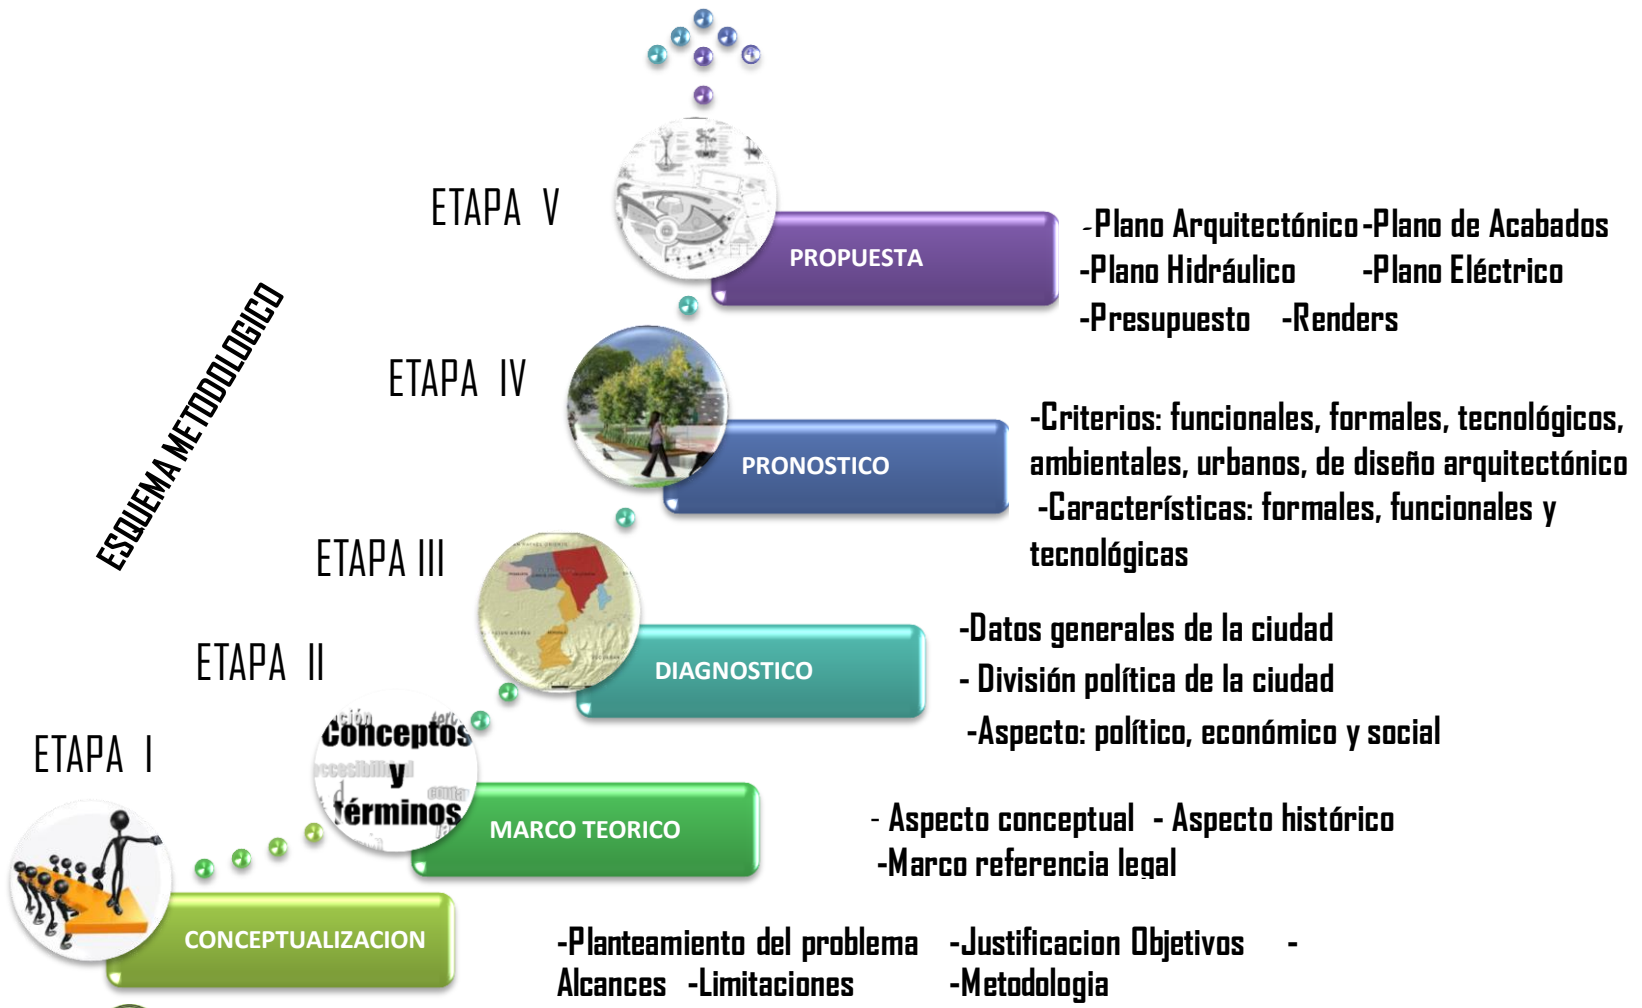 ETAPA V
PROPUESTA
-Plano Arquitectónico -Plano de Acabados
-Plano Hidráulico -Plano Eléctrico
-Presupuesto -Renders
ESQUEMA METODOLOGICO
ETAPA IV
PRONOSTICO
-Criterios: funcionales, formales, tecnológicos,
ambientales, urbanos, de diseño arquitectónico
-Características: formales, funcionales y
tecnológicas
ETAPA III
DIAGNOSTICO
-Datos generales de la ciudad
- División política de la ciudad
-Aspecto: político, económico y social
ETAPA II
Conceptos
y
términos
MARCO TEORICO
- Aspecto conceptual - Aspecto histórico
-Marco referencia legal
ETAPA I
CONCEPTUALIZACION
-Planteamiento del problema -Justificacion Objetivos -
Alcances -Limitaciones -Metodologia